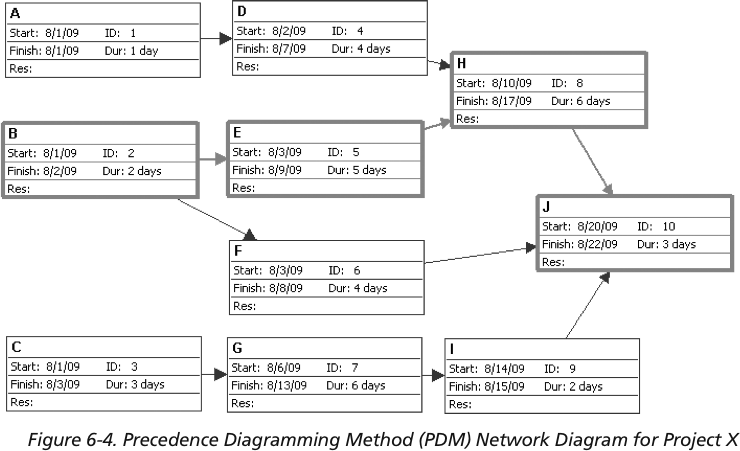 A
Start: 8/1/09 ID: 1
Finish: 8/1/09 Dur: 1 day
Res:
D
Start: 8/2/09 ID: 4
Finish: 8/7/09 Dur: 4 days
Res:
H
Start: 8/10/09 ID: 8
Finish: 8/17/09 Dur: 6 days
Res:
B
Start: 8/1/09 ID: 2
Finish: 8/2/09 Dur: 2 days
Res:
E
Start: 8/3/09 ID: 5
Finish: 8/9/09 Dur: 5 days
Res:
J
Start: 8/20/09 ID: 10
Finish: 8/22/09 Dur: 3 days
Res:
F
Start: 8/3/09 ID: 6
Finish: 8/8/09 Dur: 4 days
Res:
C
Start: 8/1/09 ID: 3
Finish: 8/3/09 Dur: 3 days
Res:
G
Start: 8/6/09 ID: 7
Finish: 8/13/09 Dur: 6 days
Res:
I
Start: 8/14/09 ID: 9
Finish: 8/15/09 Dur: 2 days
Res:
Figure 6-4. Precedence Diagramming Method (PDM) Network Diagram for Project X